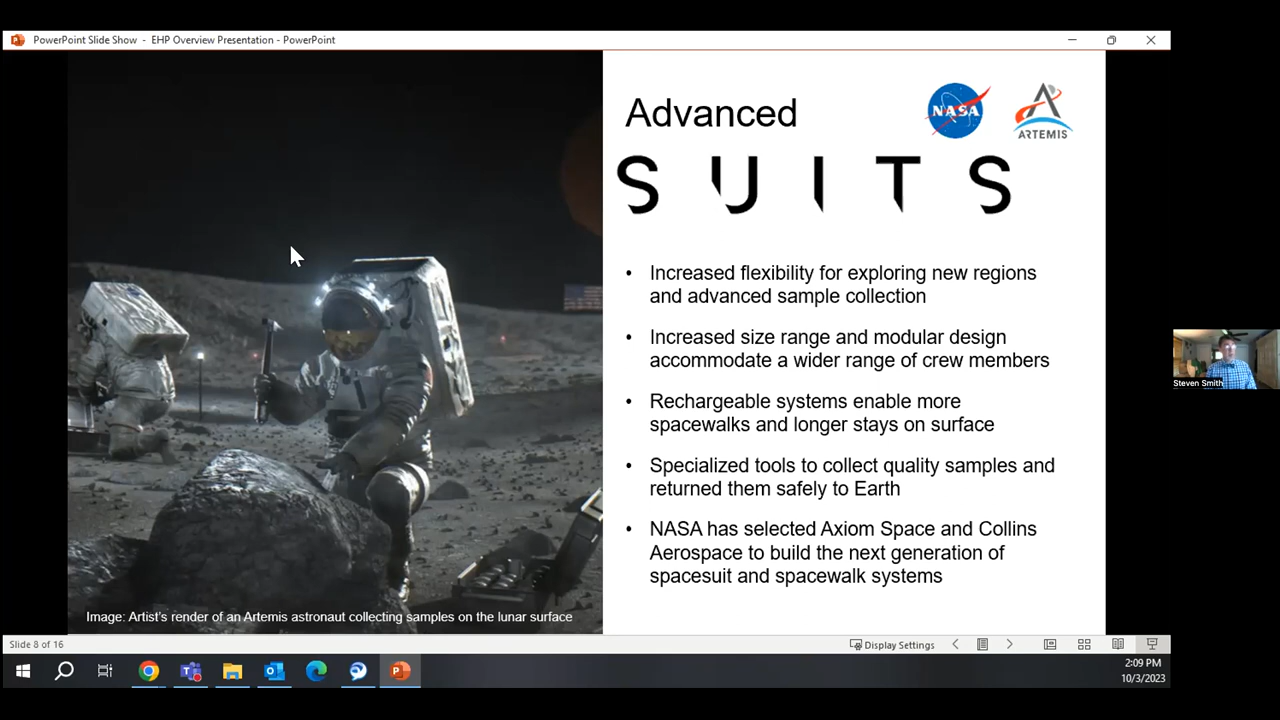 PowerPoint Slide Show - EHP Overview Presentation - PowerPoint
Advanced
NASA
ARTEMIS
SUITS
• Increased flexibility for exploring new regions
and advanced sample collection
• Increased size range and modular design
accommodate a wider range of crew members
• Rechargeable systems enable more
spacewalks and longer stays on surface
• Specialized tools to collect quality samples and
returned them safely to Earth
• NASA has selected Axiom Space and Collins
Aerospace to build the next generation of
spacesuit and spacewalk systems
Image: Artist's render of an Artemis astronaut collecting samples on the lunar surface
Steven Smith
Slide 8 of 16
Display Settings
2:09 PM
10/3/2023